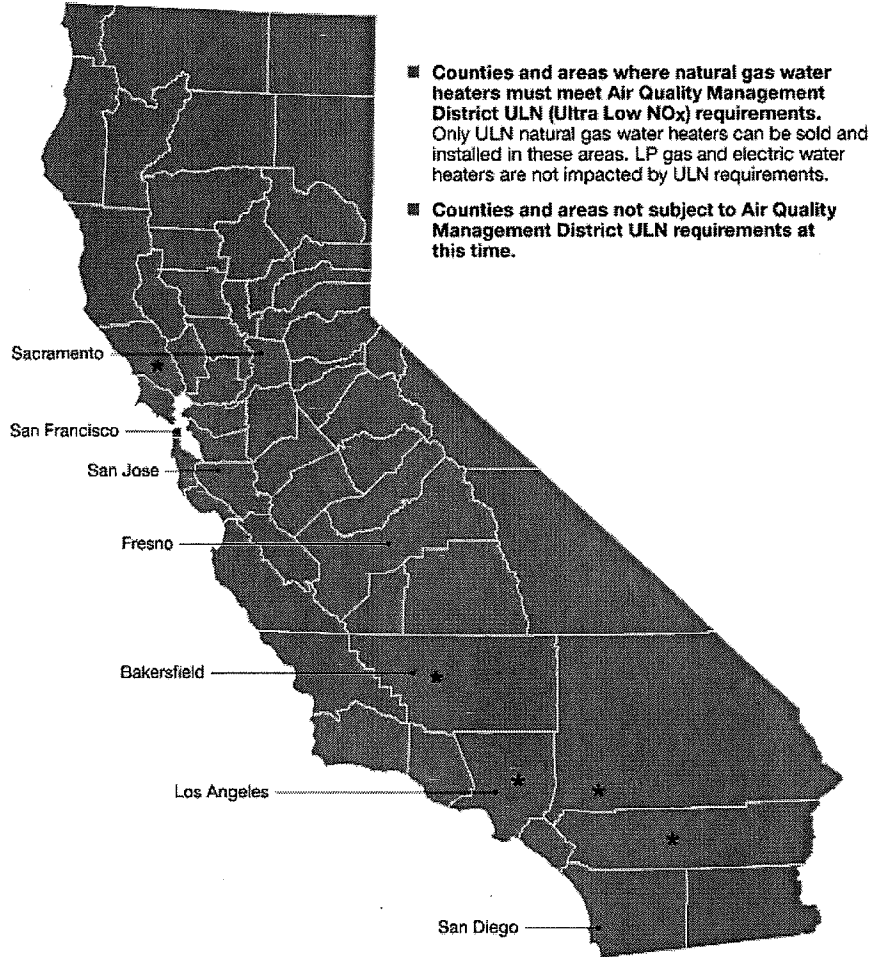 ■ Counties and areas where natural gas water
heaters must meet Air Quality Management
District ULN (Ultra Low NOx) requirements.
Only ULN natural gas water heaters can be sold and
installed in these areas. LP gas and electric water
heaters are not impacted by ULN requirements.
■ Counties and areas not subject to Air Quality
Management District ULN requirements at
this time.
Sacramento
San Francisco
San Jose
Fresno
Bakersfield
Los Angeles
San Diego